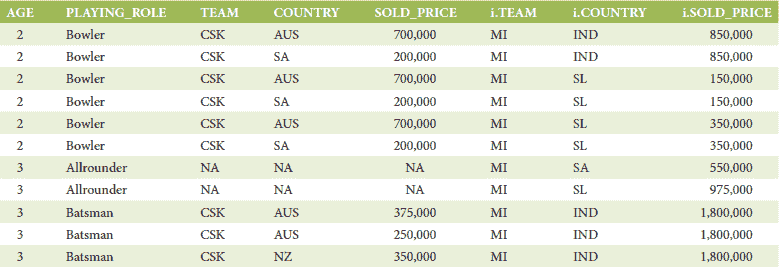 AGE PLAYING_ROLE TEAM COUNTRY SOLD_PRICE i.TEAM i.COUNTRY i.SOLD_PRICE
2 Bowler CSK AUS 700,000 MI IND 850,000
2 Bowler CSK SA 200,000 MI IND 850,000
2 Bowler CSK AUS 700,000 MI SL 150,000
2 Bowler CSK SA 200,000 MI SL 150,000
2 Bowler CSK AUS 700,000 MI SL 350,000
2 Bowler CSK SA 200,000 MI SL 350,000
3 Allrounder NA NA NA MI SA 550,000
3 Allrounder NA NA NA MI SL 975,000
3 Batsman CSK AUS 375,000 MI IND 1,800,000
3 Batsman CSK AUS 250,000 MI IND 1,800,000
3 Batsman CSK NZ 350,000 MI IND 1,800,000